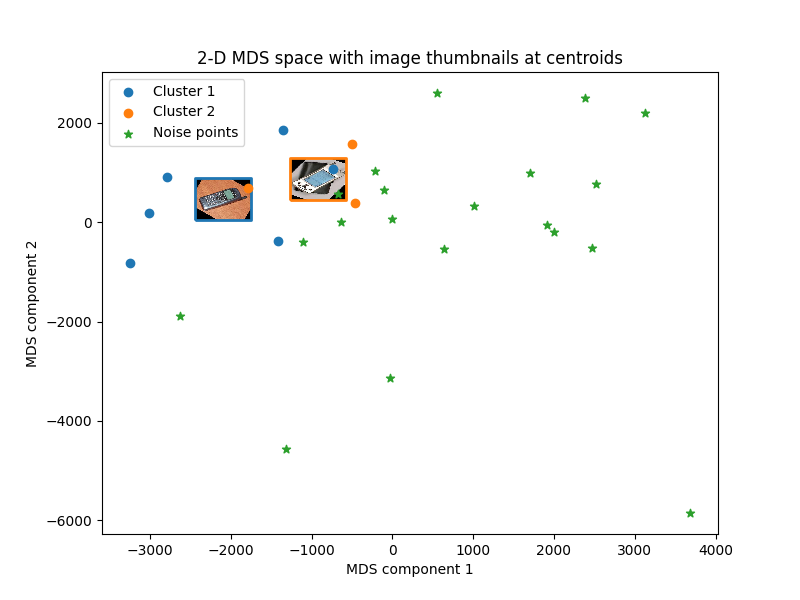 2-D MDS space with image thumbnails at centroids
Cluster 1
Cluster 2
Noise points
2000
0
−2000
−4000
−6000
MDS component 2
−3000 −2000 −1000 0 1000 2000 3000 4000
MDS component 1